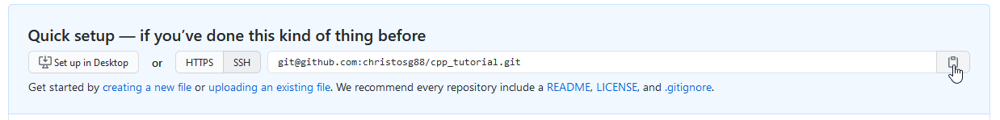 Quick setup — if you’ve done this kind of thing before
Set up in Desktop or HTTPS SSH git@github.com:christosg88/cpp_tutorial.git
Get started by creating a new file or uploading an existing file. We recommend every repository include a README, LICENSE, and .gitignore.